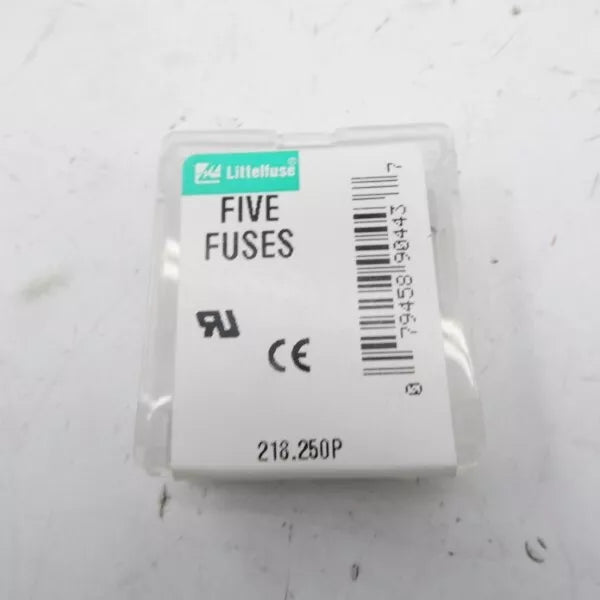 Littelfuse®
FIVE
FUSES
CE
218.250P
0 79458 90443 7